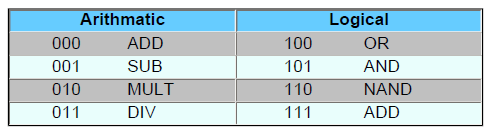 Arithmatic Logical
000 ADD 100 OR
001 SUB 101 AND
010 MULT 110 NAND
011 DIV 111 ADD